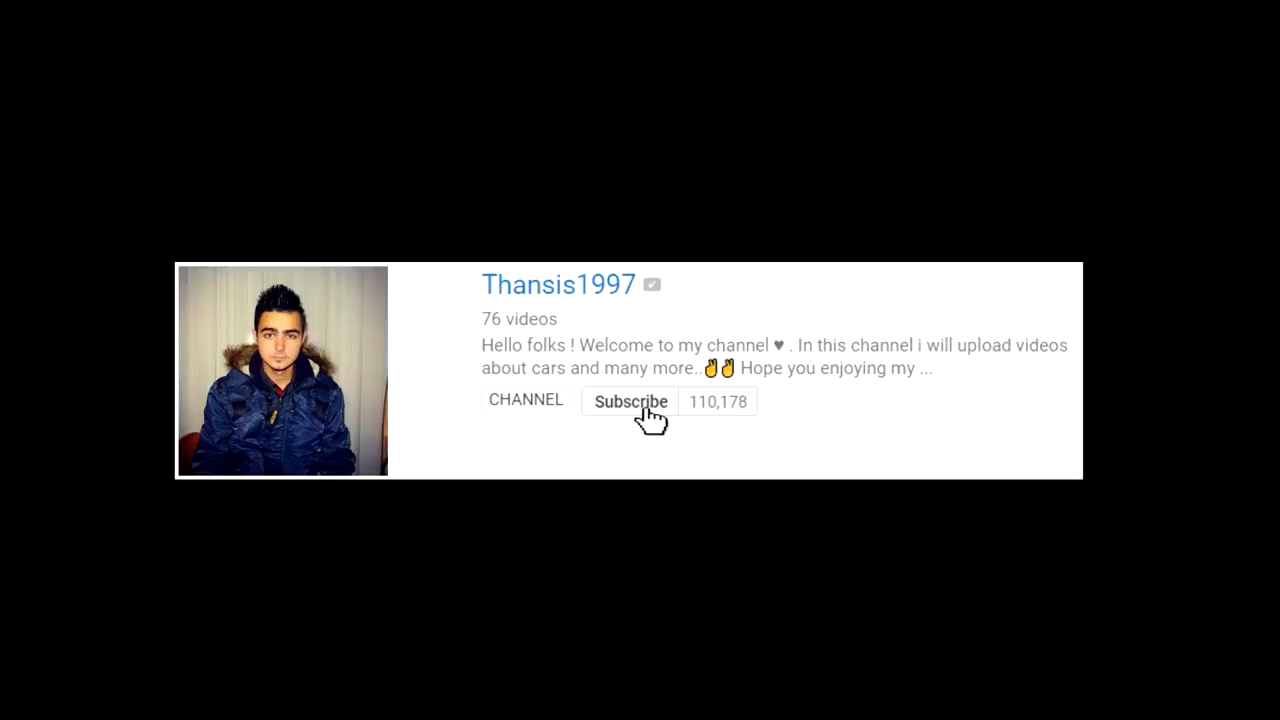 Thansis1997
76 videos
Hello folks ! Welcome to my channel ♥ . In this channel i will upload videos
about cars and many more..✌✌ Hope you enjoying my ...
CHANNEL Subscribe 110,178